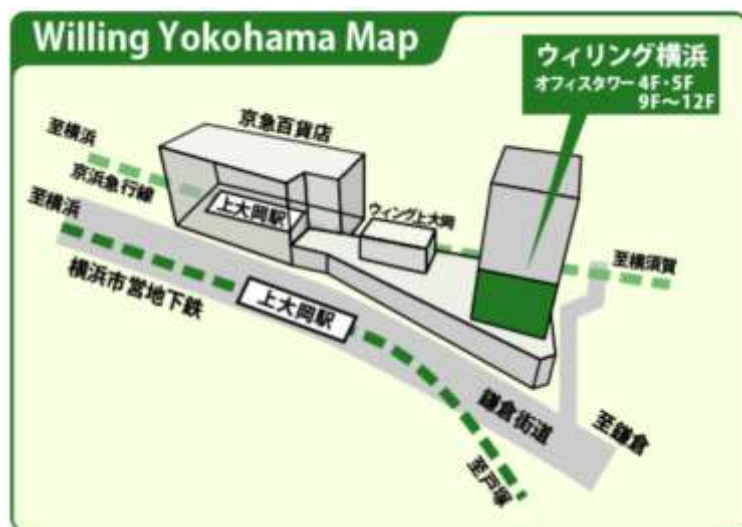 Willing Yokohama Map
ウィリング横浜
オフィスタワー 4F・5F
9F〜12F
京急百貨店
至横浜
京浜急行線
上大岡駅
ウィング上大岡
至横浜
至横須賀
横浜市営地下鉄
上大岡駅
鎌倉街道
至鎌倉
至戸塚